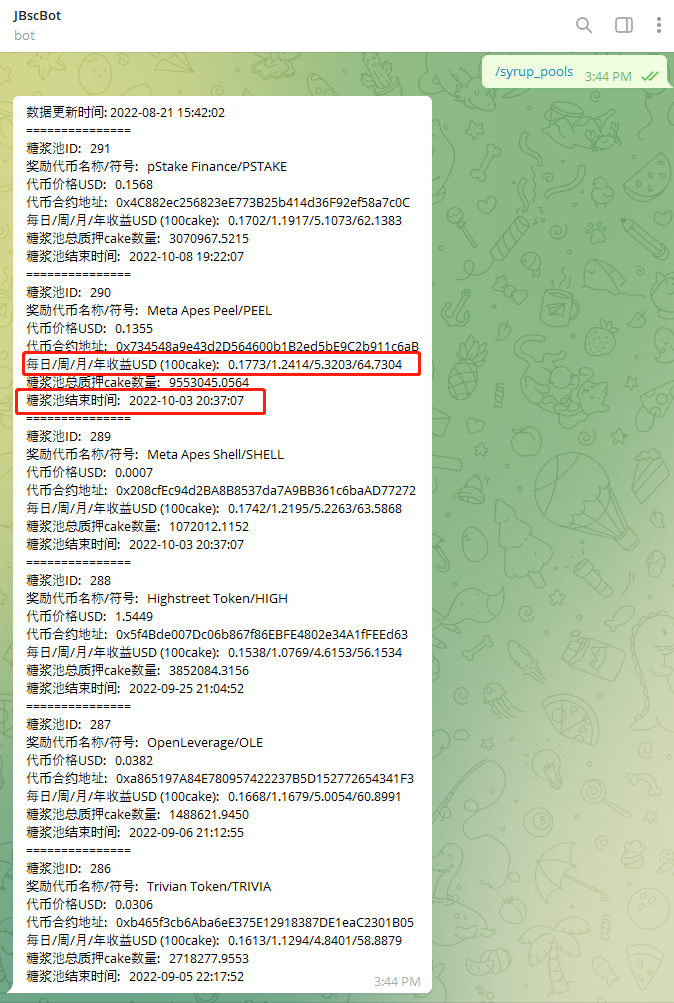 JBscBot
bot
/syrup_pools
3:44 PM
数据更新时间: 2022-08-21 15:42:02
===============
糖浆池ID: 291
奖励代币名称/符号: pStake Finance/PSTAKE
代币价格USD: 0.1568
代币合约地址: 0x4C882ec256823eE773B25b414d36F92ef58a7c0C
每日/周/月/年收益USD (100cake): 0.1702/1.1917/5.1073/62.1383
糖浆池总质押cake数量: 3070967.5215
糖浆池结束时间: 2022-10-08 19:22:07
===============
糖浆池ID: 290
奖励代币名称/符号: Meta Apes Peel/PEEL
代币价格USD: 0.1355
代币合约地址: 0x734548a9e43d2D564600b1B2ed5bE9C2b911c6aB
每日/周/月/年收益USD (100cake): 0.1773/1.2414/5.3203/64.7304
糖浆池总质押cake数量: 9553045.0564
糖浆池结束时间: 2022-10-03 20:37:07
===============
糖浆池ID: 289
奖励代币名称/符号: Meta Apes Shell/SHELL
代币价格USD: 0.0007
代币合约地址: 0x208cfEc94d2BA8B8537da7A9BB361c6baAD77272
每日/周/月/年收益USD (100cake): 0.1742/1.2195/5.2263/63.5868
糖浆池总质押cake数量: 1072012.1152
糖浆池结束时间: 2022-10-03 20:37:07
===============
糖浆池ID: 288
奖励代币名称/符号: Highstreet Token/HIGH
代币价格USD: 1.5449
代币合约地址: 0x5f4Bde007Dc06b867f86EBFE4802e34A1fFEEd63
每日/周/月/年收益USD (100cake): 0.1538/1.0769/4.6153/56.1534
糖浆池总质押cake数量: 3852084.3156
糖浆池结束时间: 2022-09-25 21:04:52
===============
糖浆池ID: 287
奖励代币名称/符号: OpenLeverage/OLE
代币价格USD: 0.0382
代币合约地址: 0xa865197A84E780957422237B5D152772654341F3
每日/周/月/年收益USD (100cake): 0.1668/1.1679/5.0054/60.8991
糖浆池总质押cake数量: 1488621.9450
糖浆池结束时间: 2022-09-06 21:12:55
===============
糖浆池ID: 286
奖励代币名称/符号: Trivian Token/TRIVIA
代币价格USD: 0.0306
代币合约地址: 0xb465f3cb6Aba6eE375E12918387DE1eaC2301B05
每日/周/月/年收益USD (100cake): 0.1613/1.1294/4.8401/58.8879
糖浆池总质押cake数量: 2718277.9553
糖浆池结束时间: 2022-09-05 22:17:52
3:44 PM